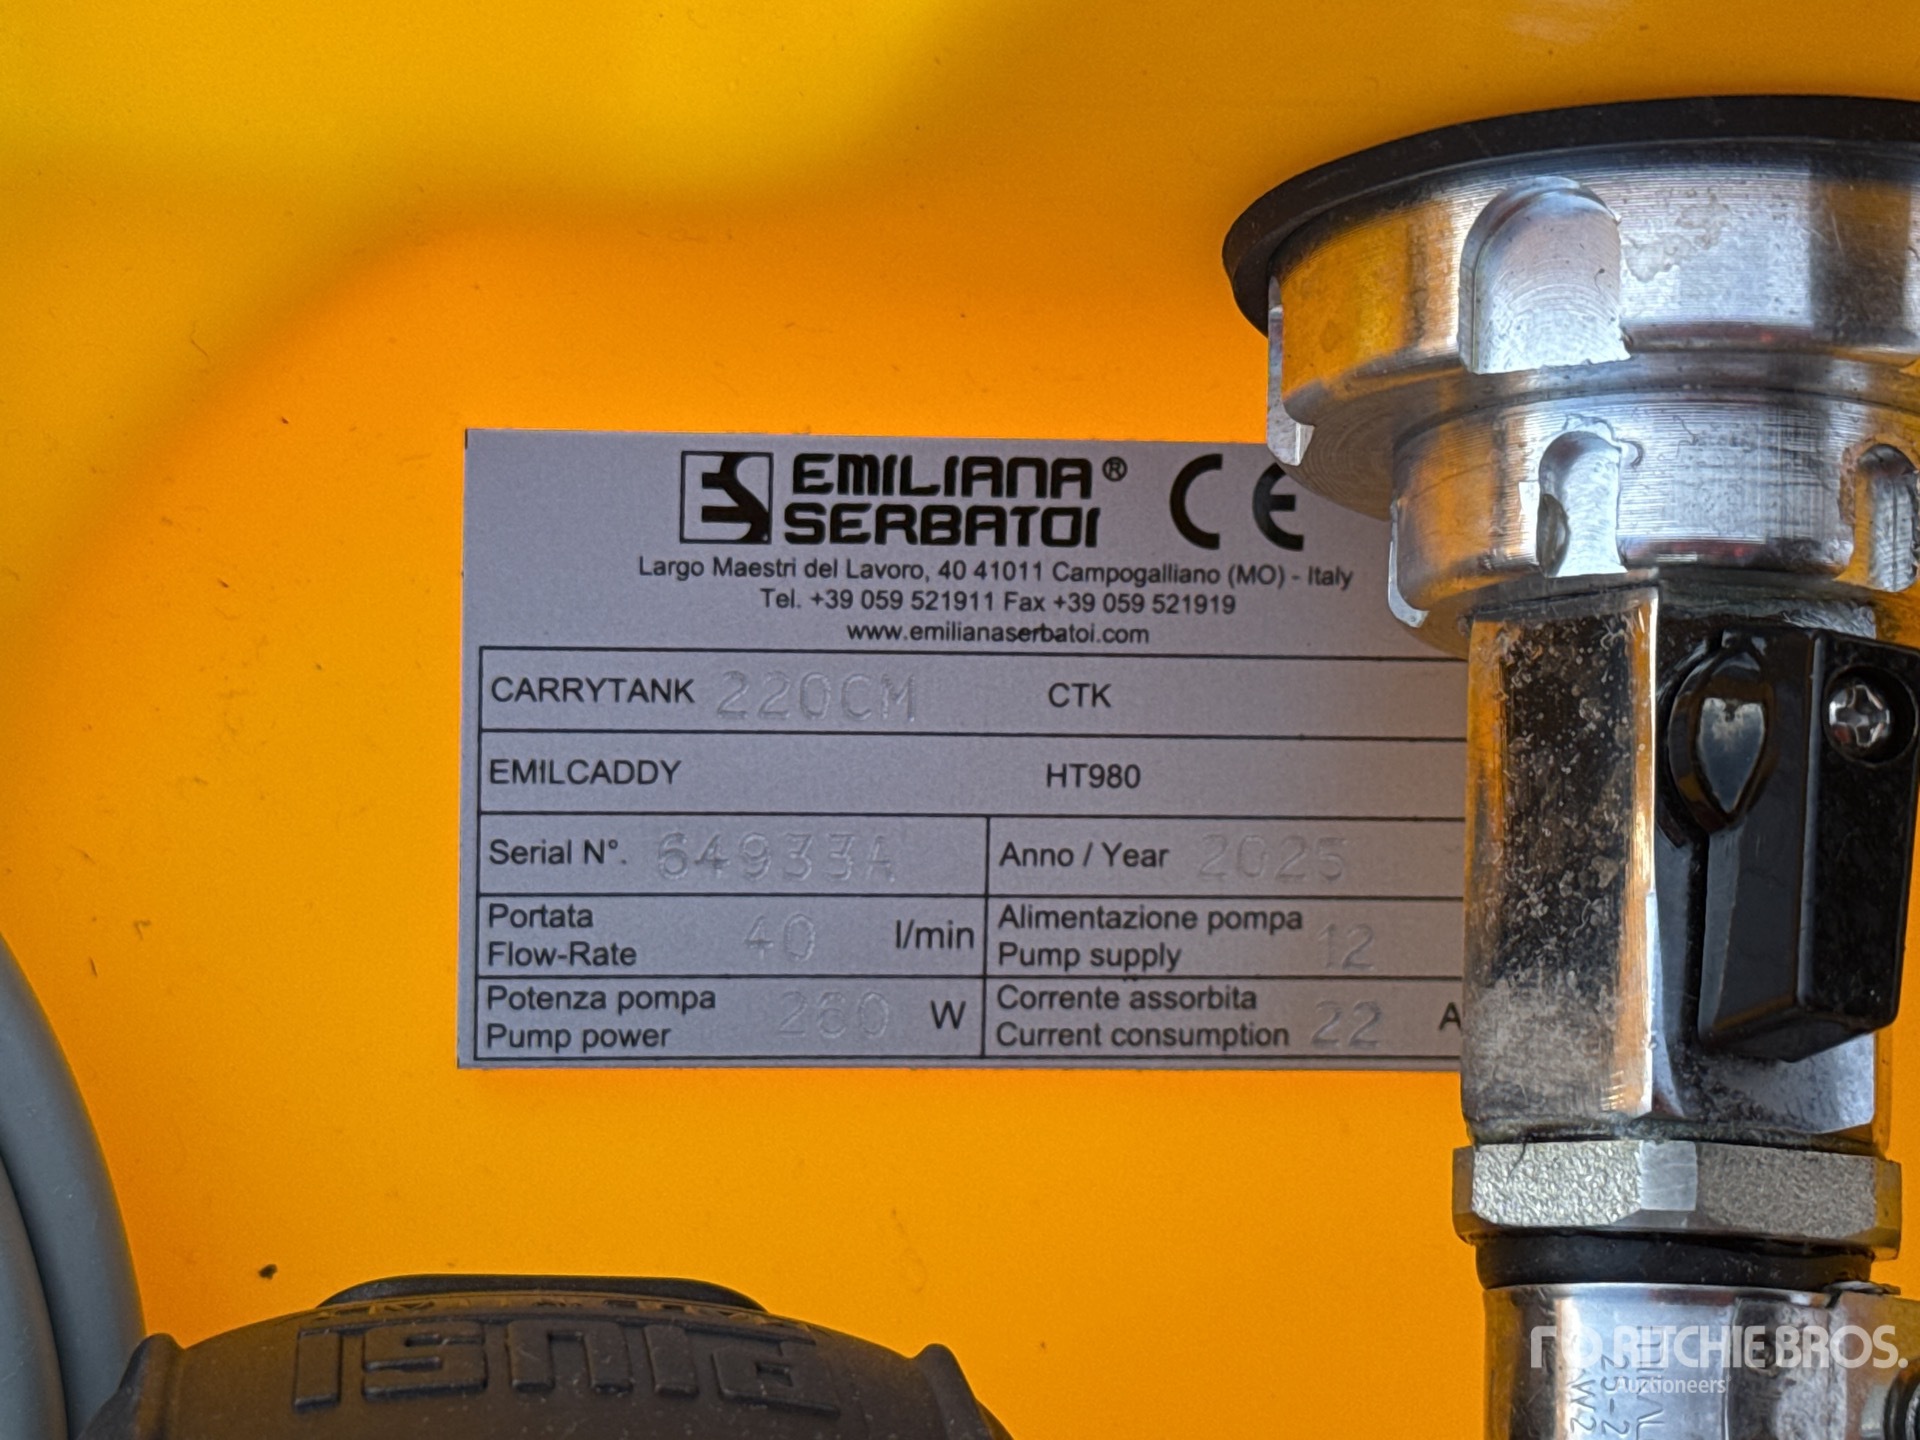 EMILIANA®
SERBATOI
CE
Largo Maestri del Lavoro, 40 41011 Campogalliano (MO) - Italy
Tel. +39 059 521911 Fax +39 059 521919
www.emilianaserbatoi.com
CARRYTANK 220CM CTK
EMILCADDY HT980
Serial N°. 64933A Anno / Year 2025
Portata
Flow-Rate 40 l/min
Alimentazione pompa
Pump supply 12
Potenza pompa
Pump power 260 W
Corrente assorbita
Current consumption 22 A
PIUSI
RITCHIE BROS.
Auctioneers